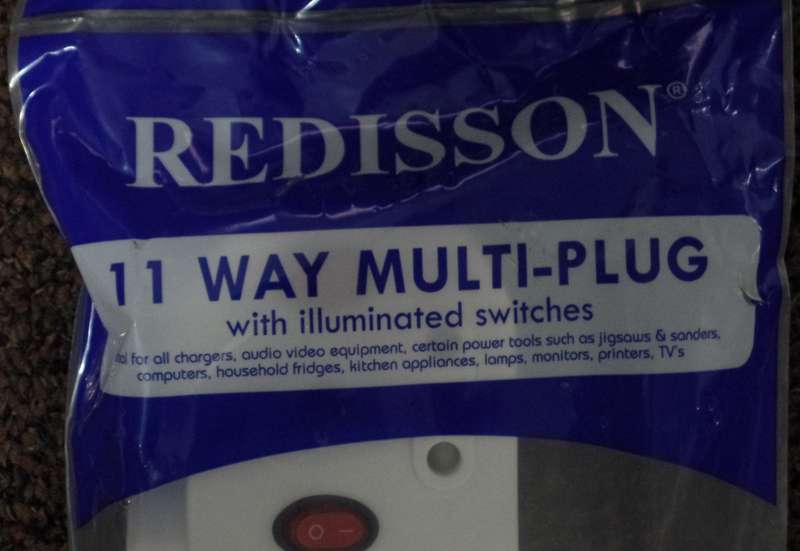 REDISSON®
11 WAY MULTI-PLUG
with illuminated switches
for all chargers, audio video equipment, certain power tools such as jigsaws & sanders,
computers, household fridges, kitchen appliances, lamps, monitors, printers, TV's